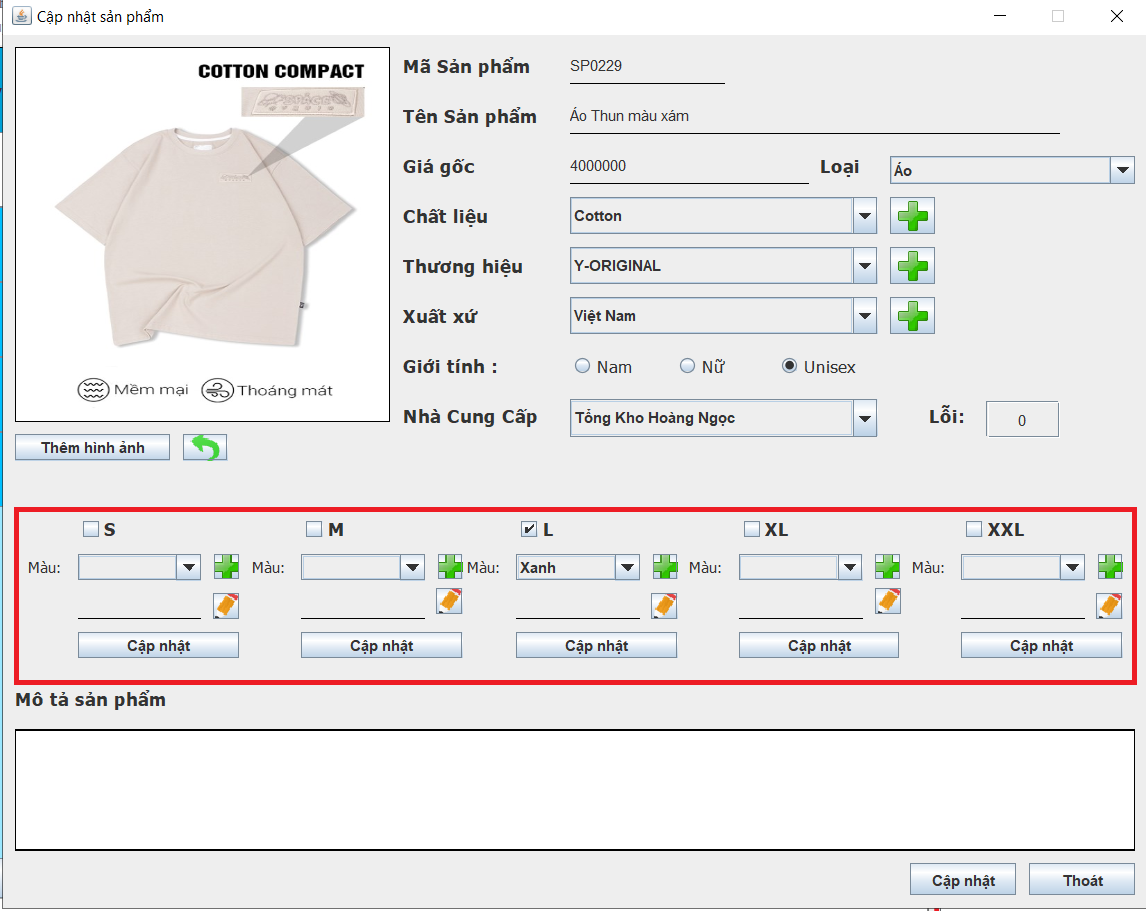 Cập nhật sản phẩm
COTTON COMPACT
SPACE
Mềm mại Thoáng mát
Thêm hình ảnh
Mã Sản phẩm SP0229
Tên Sản phẩm Áo Thun màu xám
Giá gốc 4000000 Loại Áo
Chất liệu Cotton
Thương hiệu Y-ORIGINAL
Xuất xứ Việt Nam
Giới tính : Nam Nữ Unisex
Nhà Cung Cấp Tổng Kho Hoàng Ngọc Lỗi: 0
S M L XL XXL
Màu: Màu: Màu: Xanh Màu: Màu:
Cập nhật Cập nhật Cập nhật Cập nhật Cập nhật
Mô tả sản phẩm
Cập nhật Thoát